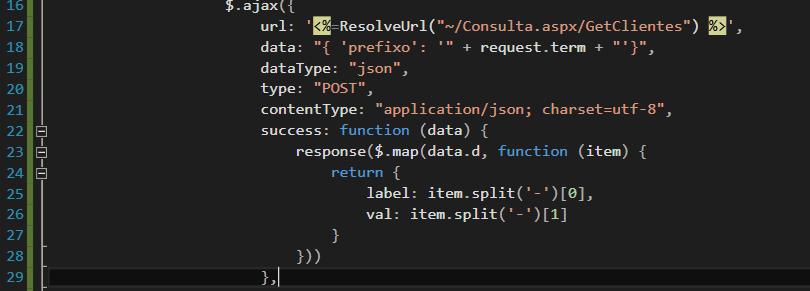 16 $.ajax({
17 url: '<%=ResolveUrl("~/Consulta.aspx/GetClientes") %>',
18 data: "{ 'prefixo': '" + request.term + "'}",
19 dataType: "json",
20 type: "POST",
21 contentType: "application/json; charset=utf-8",
22 success: function (data) {
23 response($.map(data.d, function (item) {
24 return {
25 label: item.split('-')[0],
26 val: item.split('-')[1]
27 }
28 }))
29 },